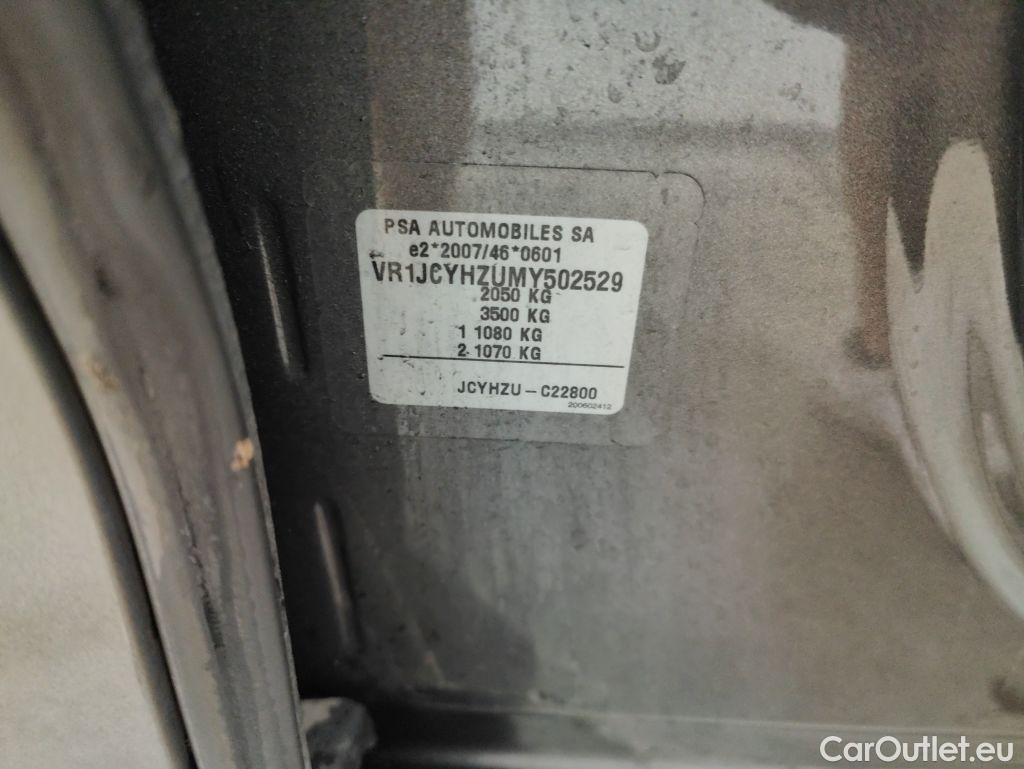 PSA AUTOMOBILES SA
e2*2007/46*0601
VR1JCYHZUMY502529
2050 KG
3500 KG
1 1080 KG
2- 1070 KG
JCYHZU - C22800
200602412
CarOutlet.eu